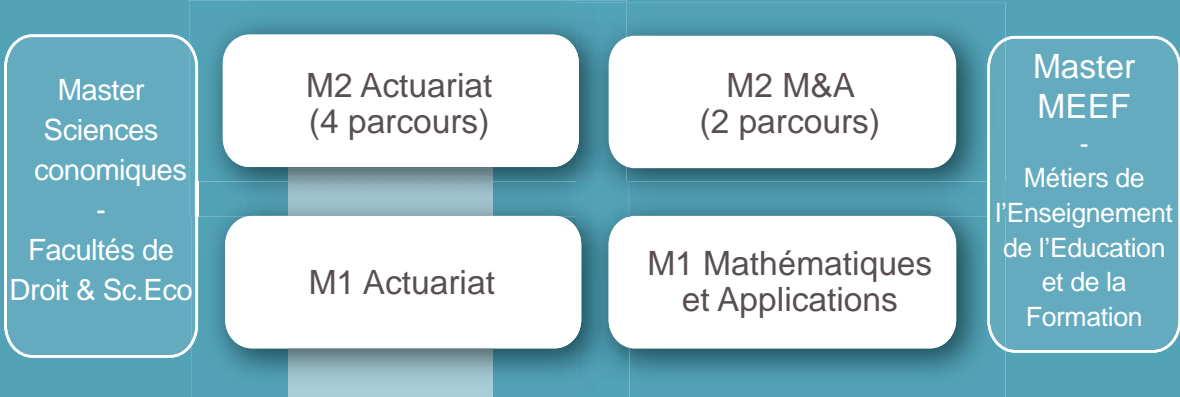 Master
Sciences
conomiques
-
Facultés de
Droit & Sc.Eco
M2 Actuariat
(4 parcours)
M2 M&A
(2 parcours)
M1 Actuariat
M1 Mathématiques
et Applications
Master
MEEF
-
Métiers de
l’Enseignement
de l’Education
et de la
Formation